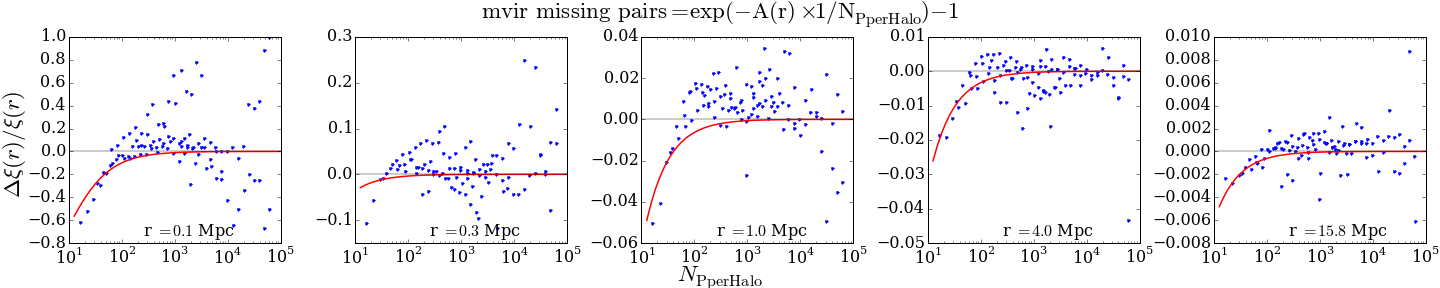 mvir missing pairs=exp(−A(r)×1/N_PperHalo)−1
Δξ(r)/ξ(r)
1.0
0.8
0.6
0.4
0.2
0.0
−0.2
−0.4
−0.6
−0.8
10^1 10^2 10^3 10^4 10^5
r =0.1 Mpc
0.3
0.2
0.1
0.0
−0.1
10^1 10^2 10^3 10^4 10^5
r =0.3 Mpc
0.04
0.02
0.00
−0.02
−0.04
−0.06
10^1 10^2 10^3 10^4 10^5
r =1.0 Mpc
0.01
0.00
−0.01
−0.02
−0.03
−0.04
−0.05
10^1 10^2 10^3 10^4 10^5
r =4.0 Mpc
0.010
0.008
0.006
0.004
0.002
0.000
−0.002
−0.004
−0.006
−0.008
10^1 10^2 10^3 10^4 10^5
r =15.8 Mpc
N_PperHalo